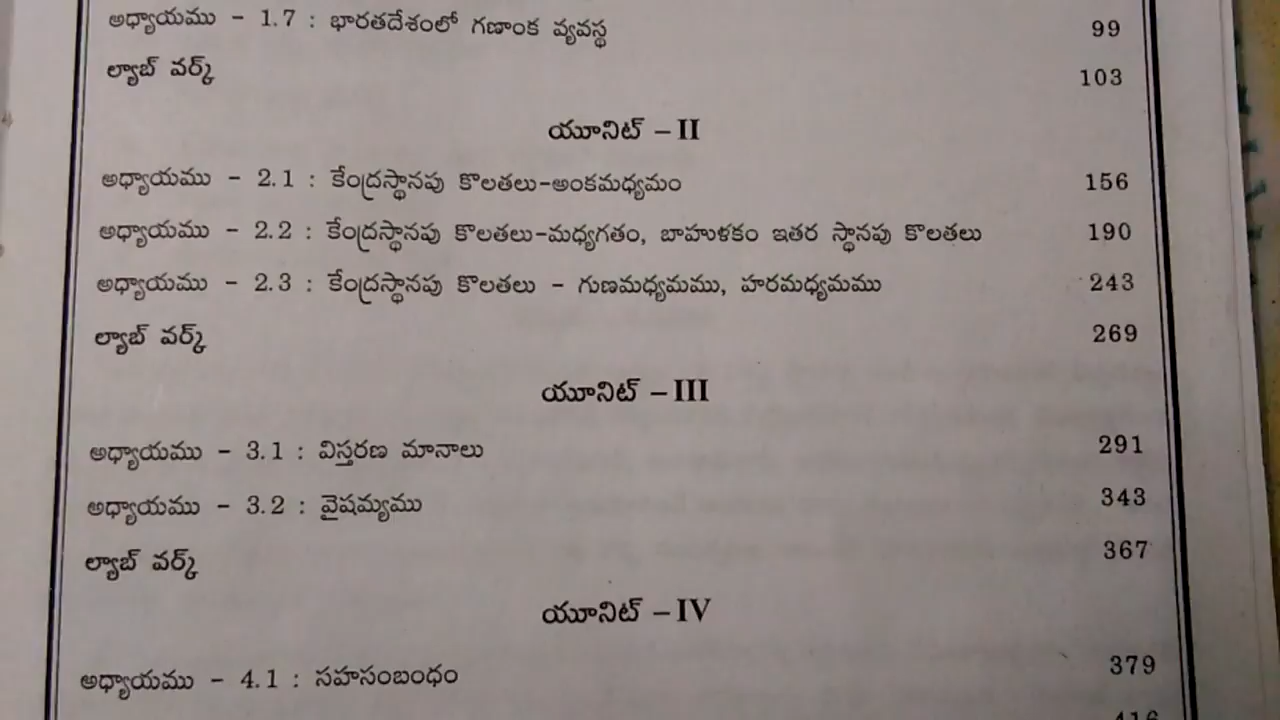 అధ్యాయము - 1.7 : భారతదేశంలో గణాంక వ్యవస్థ 99
ల్యాబ్ వర్క్ 103
యూనిట్ – II
అధ్యాయము - 2.1 : కేంద్రస్థానపు కొలతలు-అంకమధ్యమం 156
అధ్యాయము - 2.2 : కేంద్రస్థానపు కొలతలు-మధ్యగతం, బాహుళకం ఇతర స్థానపు కొలతలు 190
అధ్యాయము - 2.3 : కేంద్రస్థానపు కొలతలు - గుణమధ్యమము, హరమధ్యమము 243
ల్యాబ్ వర్క్ 269
యూనిట్ – III
అధ్యాయము - 3.1 : విస్తరణ మానాలు 291
అధ్యాయము - 3.2 : వైషమ్యము 343
ల్యాబ్ వర్క్ 367
యూనిట్ – IV
అధ్యాయము - 4.1 : సహసంబంధం 379